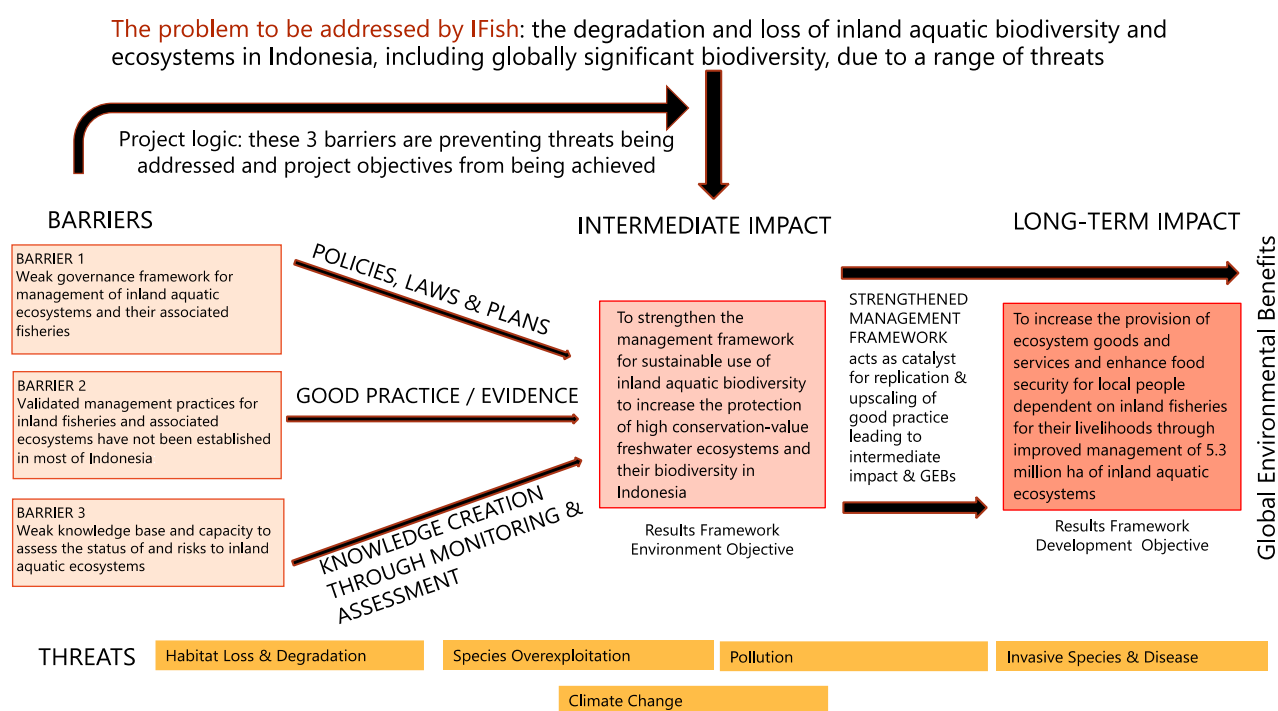 The problem to be addressed by IFish: the degradation and loss of inland aquatic biodiversity and
ecosystems in Indonesia, including globally significant biodiversity, due to a range of threats
Project logic: these 3 barriers are preventing threats being
addressed and project objectives from being achieved
BARRIERS
INTERMEDIATE IMPACT
LONG-TERM IMPACT
BARRIER 1
Weak governance framework for
management of inland aquatic
ecosystems and their associated
fisheries
BARRIER 2
Validated management practices for
inland fisheries and associated
ecosystems have not been established
in most of Indonesia
BARRIER 3
Weak knowledge base and capacity to
assess the status of and risks to inland
aquatic ecosystems
POLICIES, LAWS & PLANS
GOOD PRACTICE / EVIDENCE
KNOWLEDGE CREATION
THROUGH MONITORING &
ASSESSMENT
To strengthen the
management framework
for sustainable use of
inland aquatic biodiversity
to increase the protection
of high conservation-value
freshwater ecosystems and
their biodiversity in
Indonesia
Results Framework
Environment Objective
STRENGTHENED
MANAGEMENT
FRAMEWORK
acts as catalyst
for replication &
upscaling of
good practice
leading to
intermediate
impact & GEBs
To increase the provision of
ecosystem goods and
services and enhance food
security for local people
dependent on inland fisheries
for their livelihoods through
improved management of 5.3
million ha of inland aquatic
ecosystems
Results Framework
Development Objective
Global Environmental Benefits
THREATS
Habitat Loss & Degradation
Species Overexploitation
Pollution
Invasive Species & Disease
Climate Change